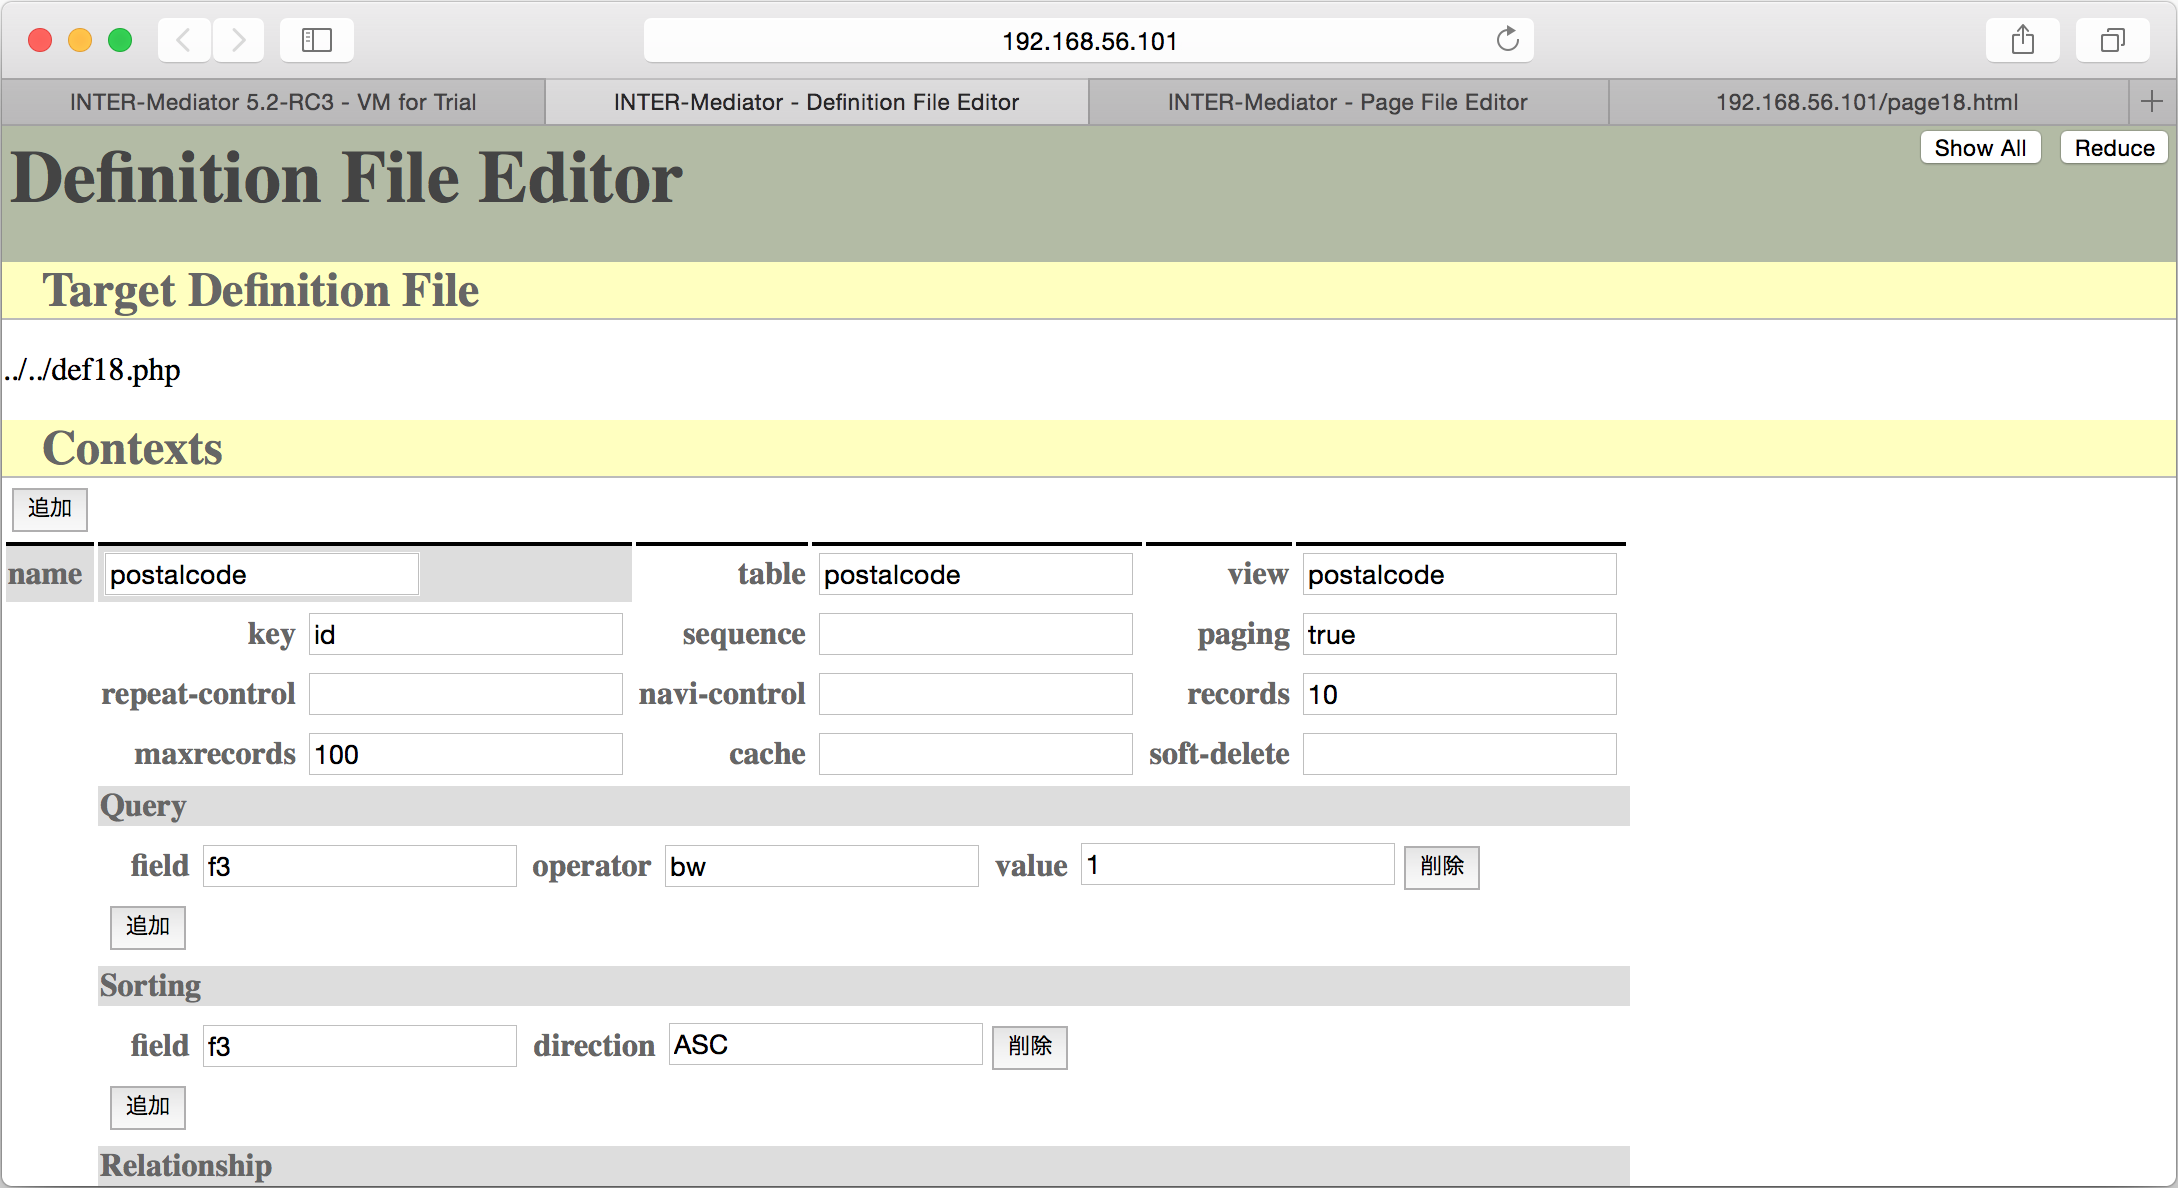 192.168.56.101
INTER-Mediator 5.2-RC3 - VM for Trial INTER-Mediator - Definition File Editor INTER-Mediator - Page File Editor 192.168.56.101/page18.html
Definition File Editor Show All Reduce
Target Definition File
../../def18.php
Contexts
追加
name postalcode table postalcode view postalcode
key id sequence paging true
repeat-control navi-control records 10
maxrecords 100 cache soft-delete
Query
field f3 operator bw value 1 削除
追加
Sorting
field f3 direction ASC 削除
追加
Relationship